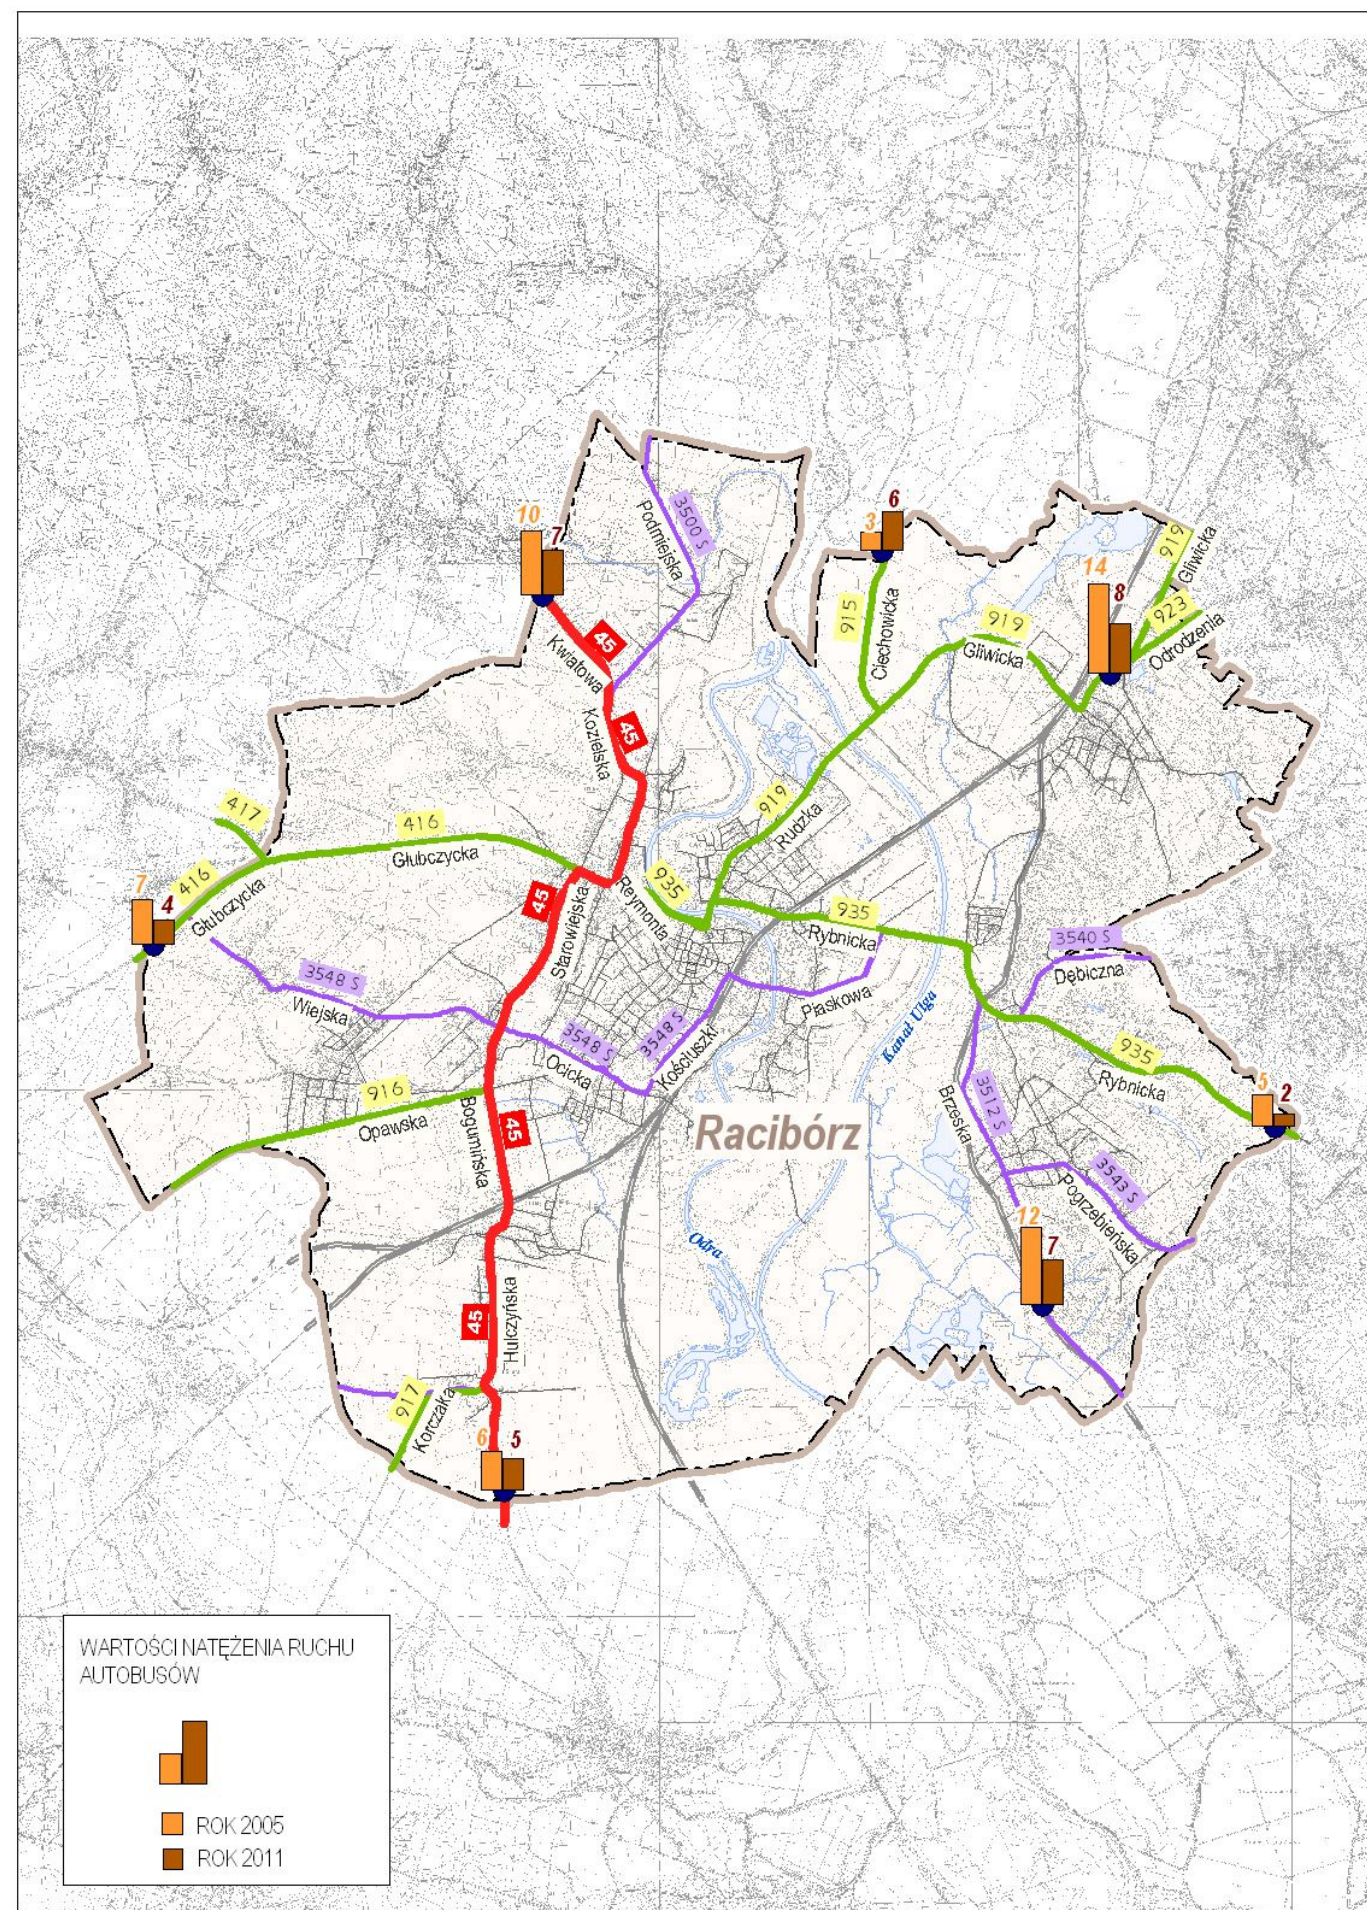 3500 S
Podmiejska
10
7
3
6
919
Gliwicka
14
8
923
Odrodzenia
915
Ciechowicka
919
Gliwicka
45
Kwiatowa
45
Kozielska
417
416
Głubczycka
919
Rudzka
7
4
416
Głubczycka
45
Starowiejska
Reymonta
935
935
Rybnicka
3540 S
Dębiczna
3548 S
Wiejska
3548 S
Ocicka
3548 S
Kościuszki
Piaskowa
Kanał Ulga
935
Rybnicka
5
2
916
Opawska
Bogumińska
45
Racibórz
Brzeska
3512 S
3543 S
Pogrzebieńska
12
7
Odra
45
Hulczyńska
917
Korczaka
6
5
WARTOŚCI NATĘŻENIA RUCHU
AUTOBUSÓW
ROK 2005
ROK 2011